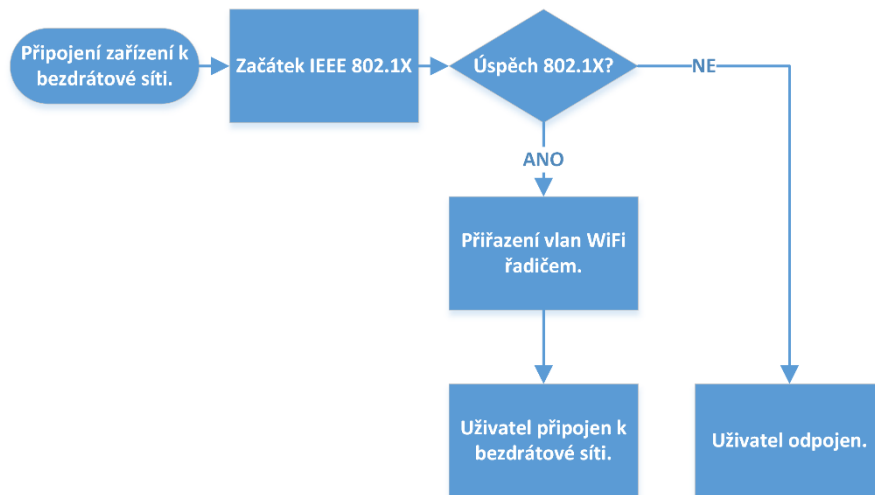 Připojení zařízení k
bezdrátové síti.
Začátek IEEE 802.1X
Úspěch 802.1X?
NE
ANO
Přiřazení vlan WiFi
řadičem.
Uživatel připojen k
bezdrátové síti.
Uživatel odpojen.